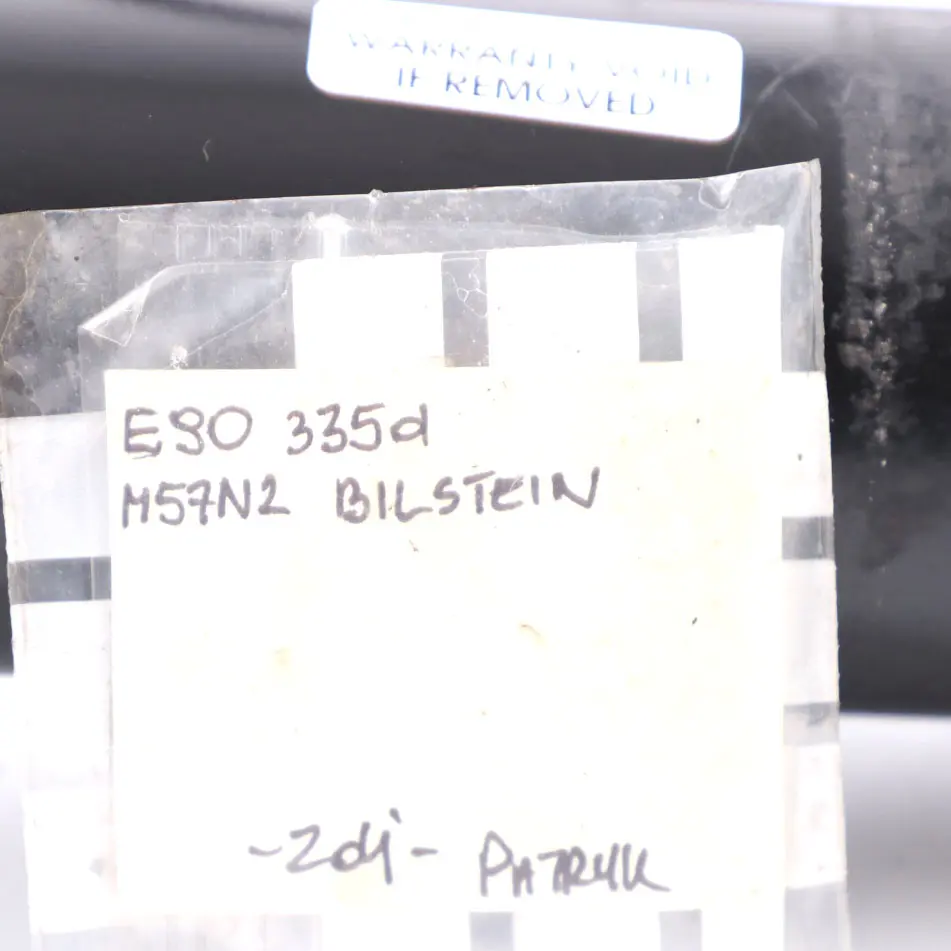 WARRANTY VOID
IF REMOVED
E90 335d
M57N2 BILSTEIN
-Zdj- PATRYK